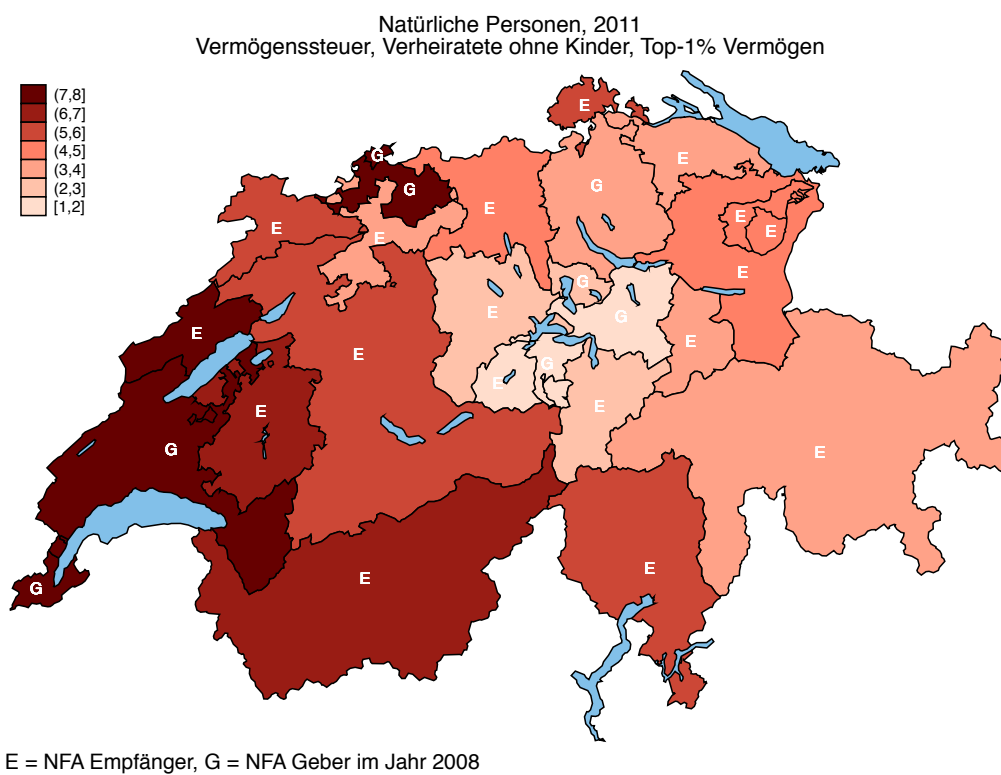 Natürliche Personen, 2011
Vermögenssteuer, Verheiratete ohne Kinder, Top-1% Vermögen
(7,8]
(6,7]
(5,6]
(4,5]
(3,4]
(2,3]
[1,2]
E
G
E
G
G
E
E
E
E
E
E
G
E
G
E
E
E
G
E
E
E
G
E
E
E
G
E = NFA Empfänger, G = NFA Geber im Jahr 2008